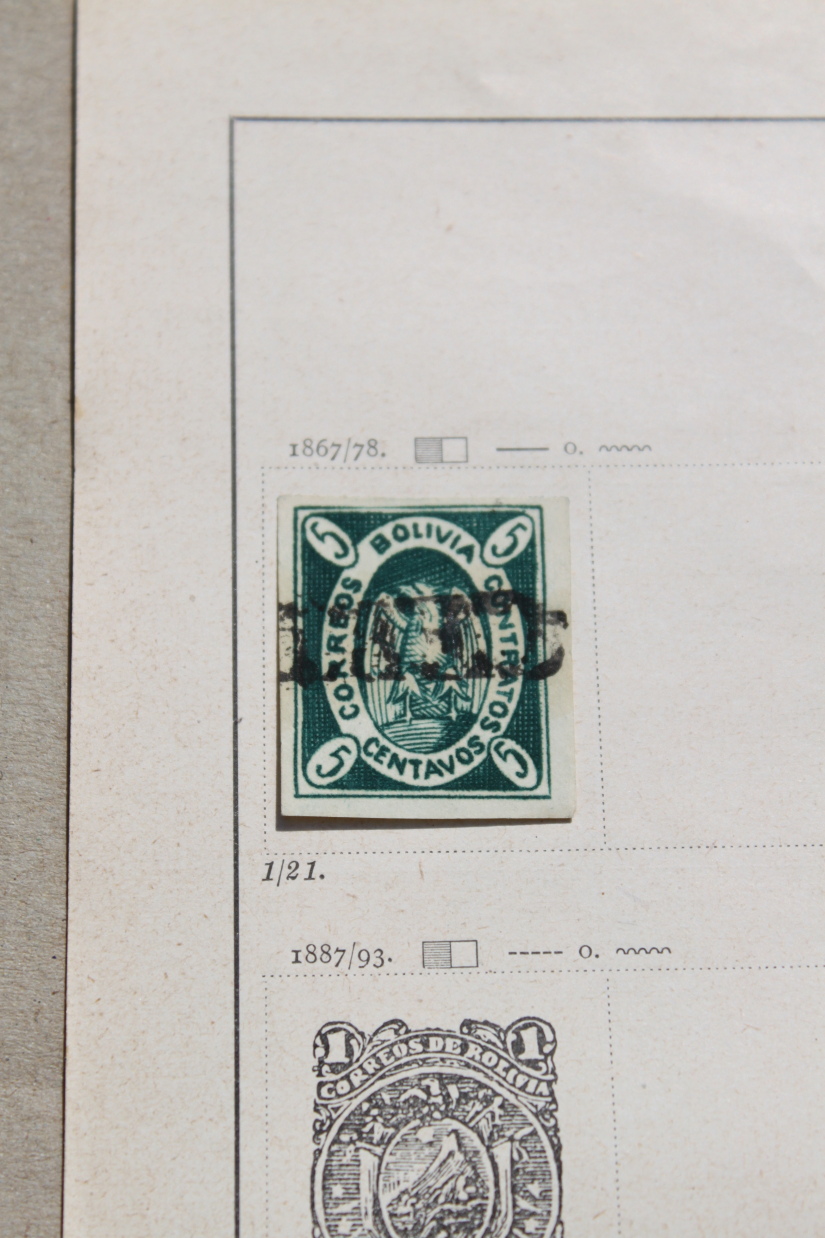 1867/78. o.
5 5
BOLIVIA
CORREOS
CONTRATOS
CENTAVOS
5 5
1/21.
1887/93. o.
1 1
CORREOS DE BOLIVIA